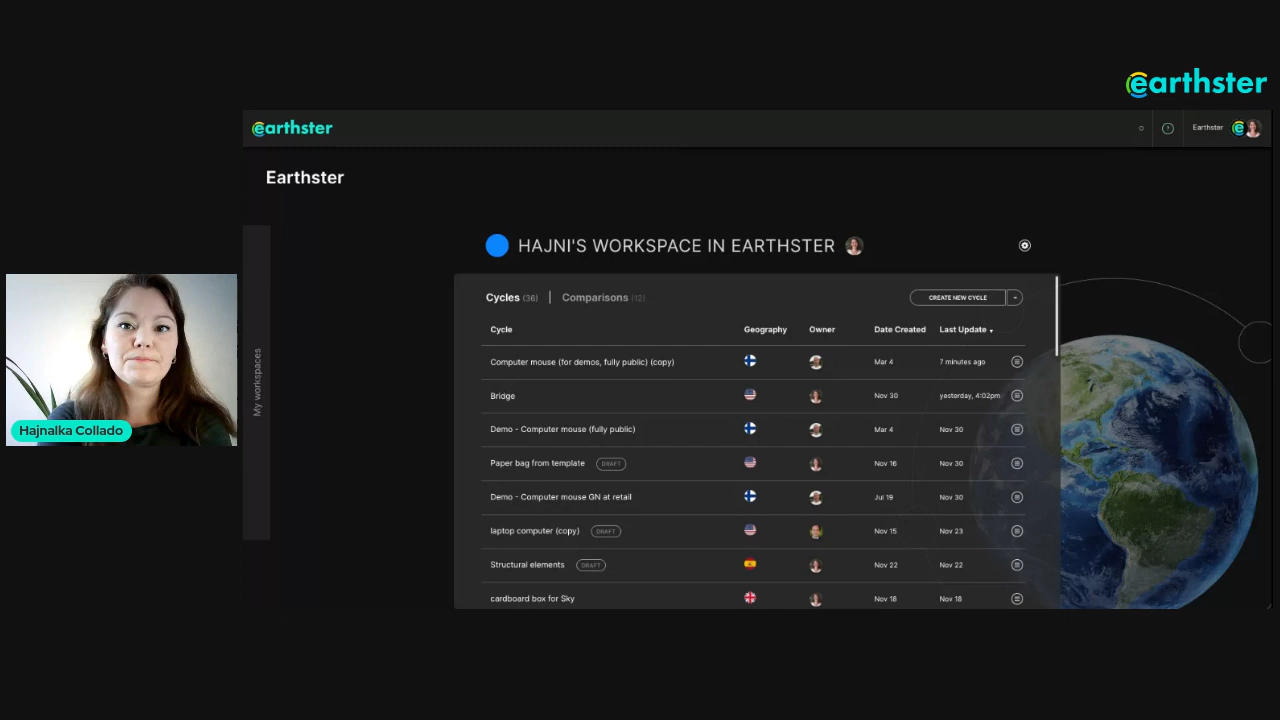 earthster
earthster
Earthster
Earthster
My workspaces
HAJNI'S WORKSPACE IN EARTHSTER
Cycles (36) | Comparisons (12)
CREATE NEW CYCLE
Cycle Geography Owner Date Created Last Update
Computer mouse (for demos, fully public) (copy) Mar 4 7 minutes ago
Bridge Nov 30 yesterday, 4:02pm
Demo - Computer mouse (fully public) Mar 4 Nov 30
Paper bag from template DRAFT Nov 16 Nov 30
Demo - Computer mouse GN at retail Jul 19 Nov 30
laptop computer (copy) DRAFT Nov 15 Nov 23
Structural elements DRAFT Nov 22 Nov 22
cardboard box for Sky Nov 18 Nov 18
Hajnalka Collado